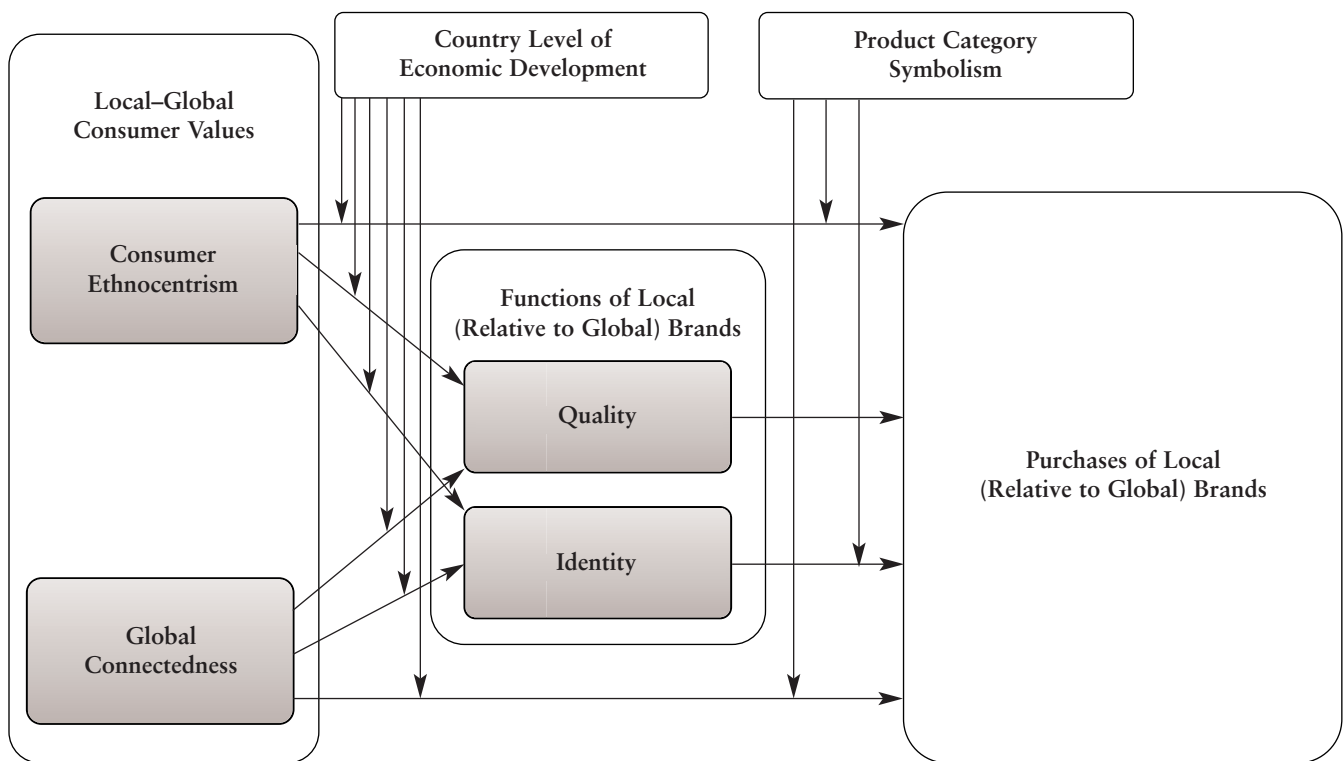 Country Level of
Economic Development
Product Category
Symbolism
Local–Global
Consumer Values
Consumer
Ethnocentrism
Functions of Local
(Relative to Global) Brands
Quality
Purchases of Local
(Relative to Global) Brands
Identity
Global
Connectedness